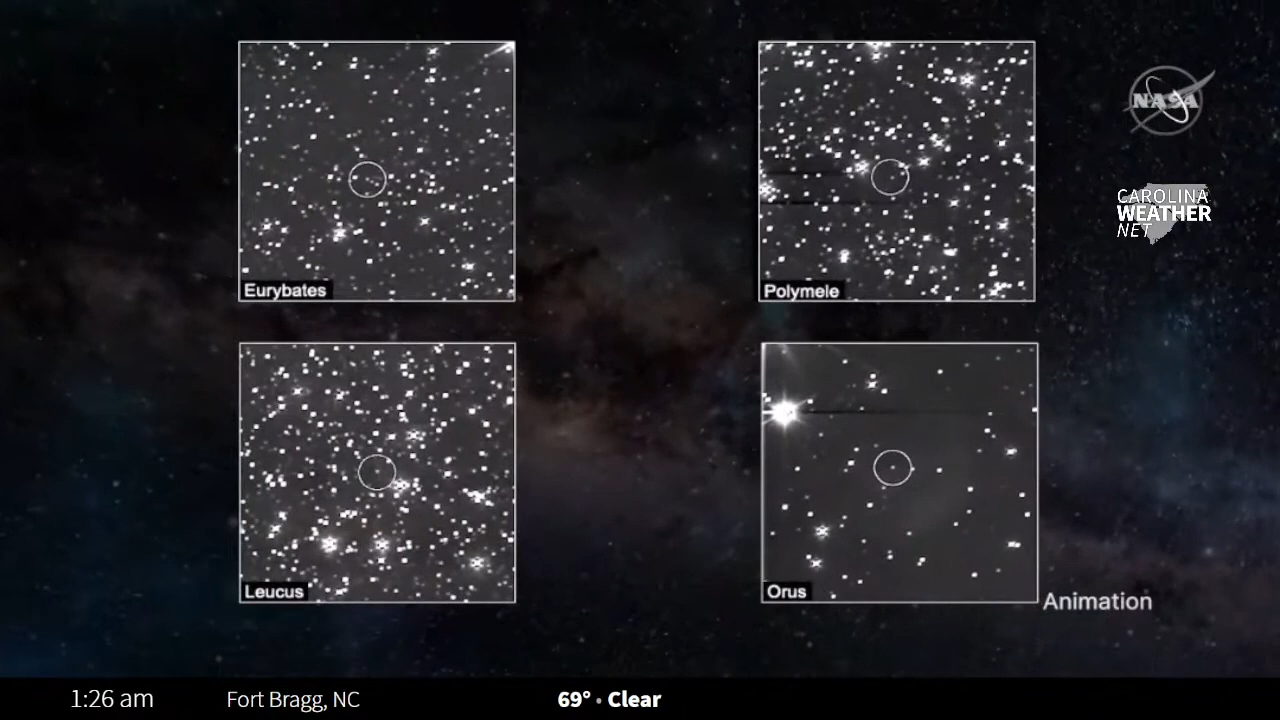 Eurybates
Polymele
NASA
CAROLINA
WEATHER
NET
Leucus
Orus
Animation
1:26 am
Fort Bragg, NC
69° • Clear